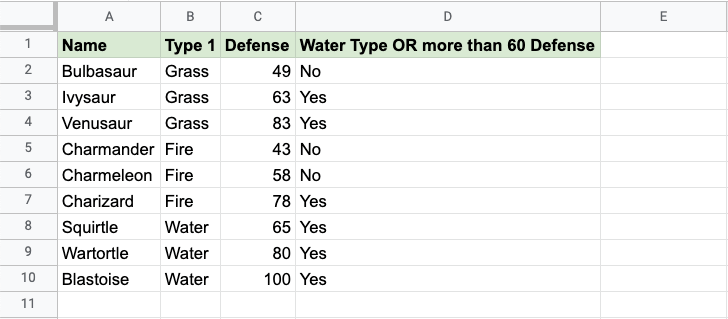 A B C D E
1 Name Type 1 Defense Water Type OR more than 60 Defense
2 Bulbasaur Grass 49 No
3 Ivysaur Grass 63 Yes
4 Venusaur Grass 83 Yes
5 Charmander Fire 43 No
6 Charmeleon Fire 58 No
7 Charizard Fire 78 Yes
8 Squirtle Water 65 Yes
9 Wartortle Water 80 Yes
10 Blastoise Water 100 Yes
11